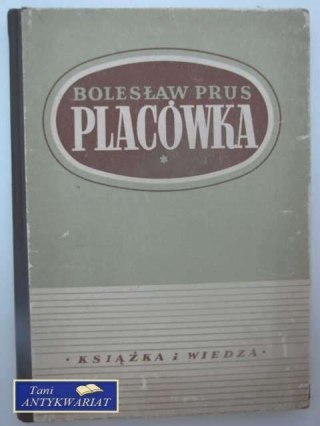 BOLESŁAW PRUS
PLACÓWKA
*
• KSIĄŻKA i WIEDZA •
Tani
ANTYKWARIAT